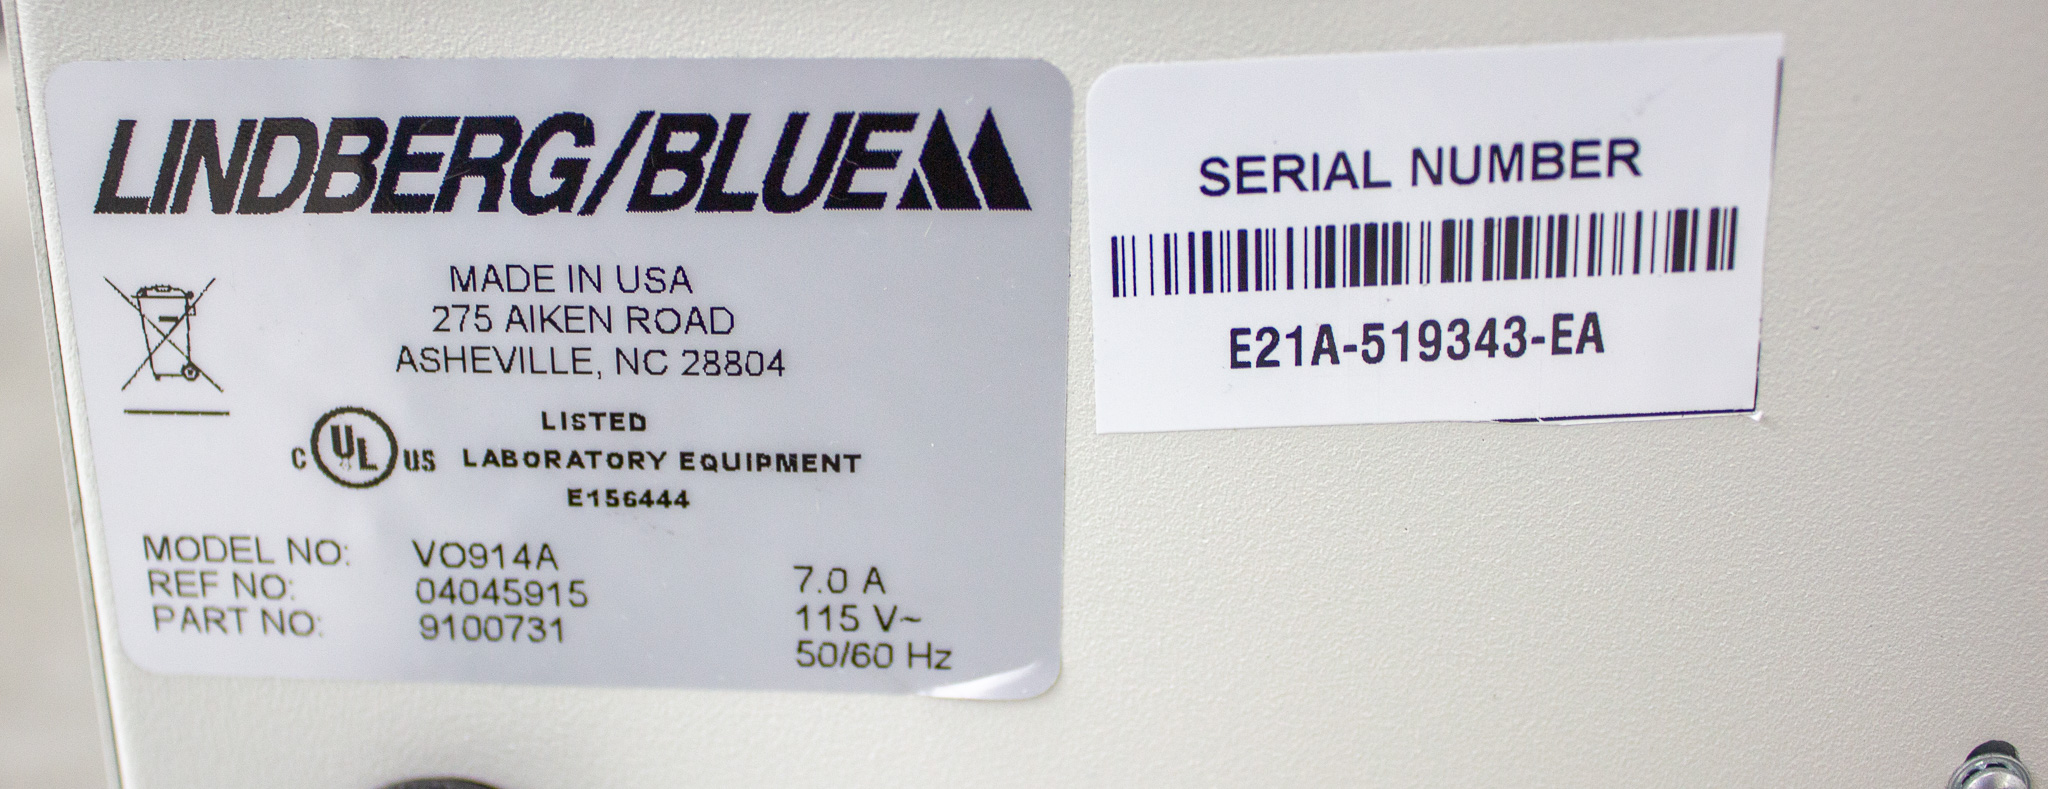 LINDBERG/BLUE M
MADE IN USA
275 AIKEN ROAD
ASHEVILLE, NC 28804
C UL US
LISTED
LABORATORY EQUIPMENT
E156444
MODEL NO: VO914A
REF NO: 04045915
PART NO: 9100731
7.0 A
115 V~
50/60 Hz
SERIAL NUMBER
E21A-519343-EA